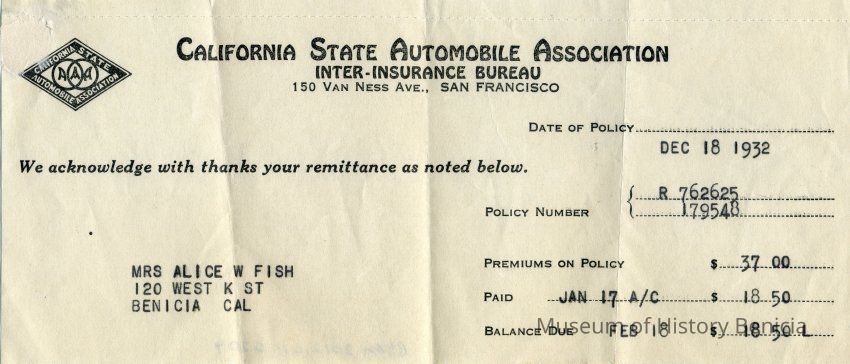 CALIFORNIA STATE AUTOMOBILE ASSOCIATION
INTER-INSURANCE BUREAU
150 VAN NESS AVE., SAN FRANCISCO
CALIFORNIA STATE
AAA
AUTOMOBILE ASSOCIATION
DATE OF POLICY
DEC 18 1932
We acknowledge with thanks your remittance as noted below.
R 762625
POLICY NUMBER 179548
MRS ALICE W FISH
120 WEST K ST
BENICIA CAL
PREMIUMS ON POLICY $ 37 00
PAID JAN 17 A/C $ 18 50
BALANCE DUE FEB 18 $ 18 50 L
Museum of History Benicia